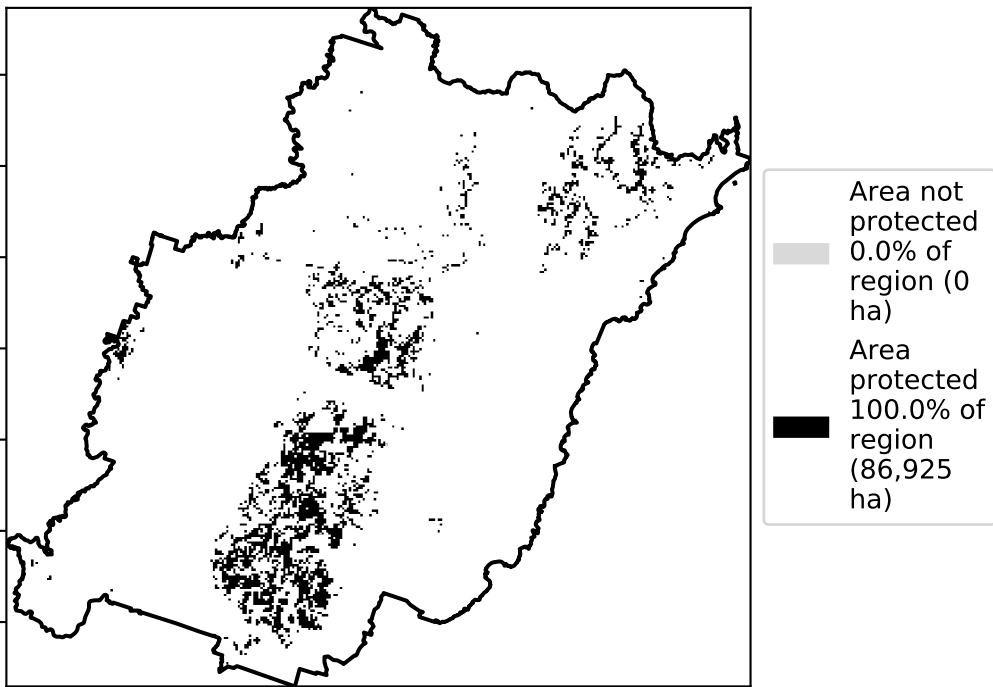 Area not
protected
0.0% of
region (0
ha)
Area
protected
100.0% of
region
(86,925
ha)